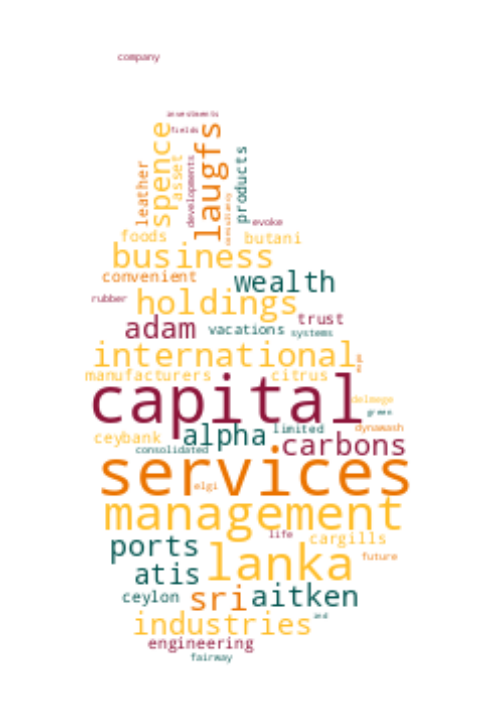 company
investments
fields
spence
laugfs
leather
asset
developments
consultancy
products
evoke
foods
butani
business
convenient
wealth
rubber
holdings
trust
adam
vacations
systems
international
manufacturers
citrus
capital
delmege
green
dynawash
ceybank
alpha
limited
carbons
consolidated
services
elgi
management
life
cargills
ports
lanka
future
atis
ceylon
sri
aitken
industries
engineering
fairway